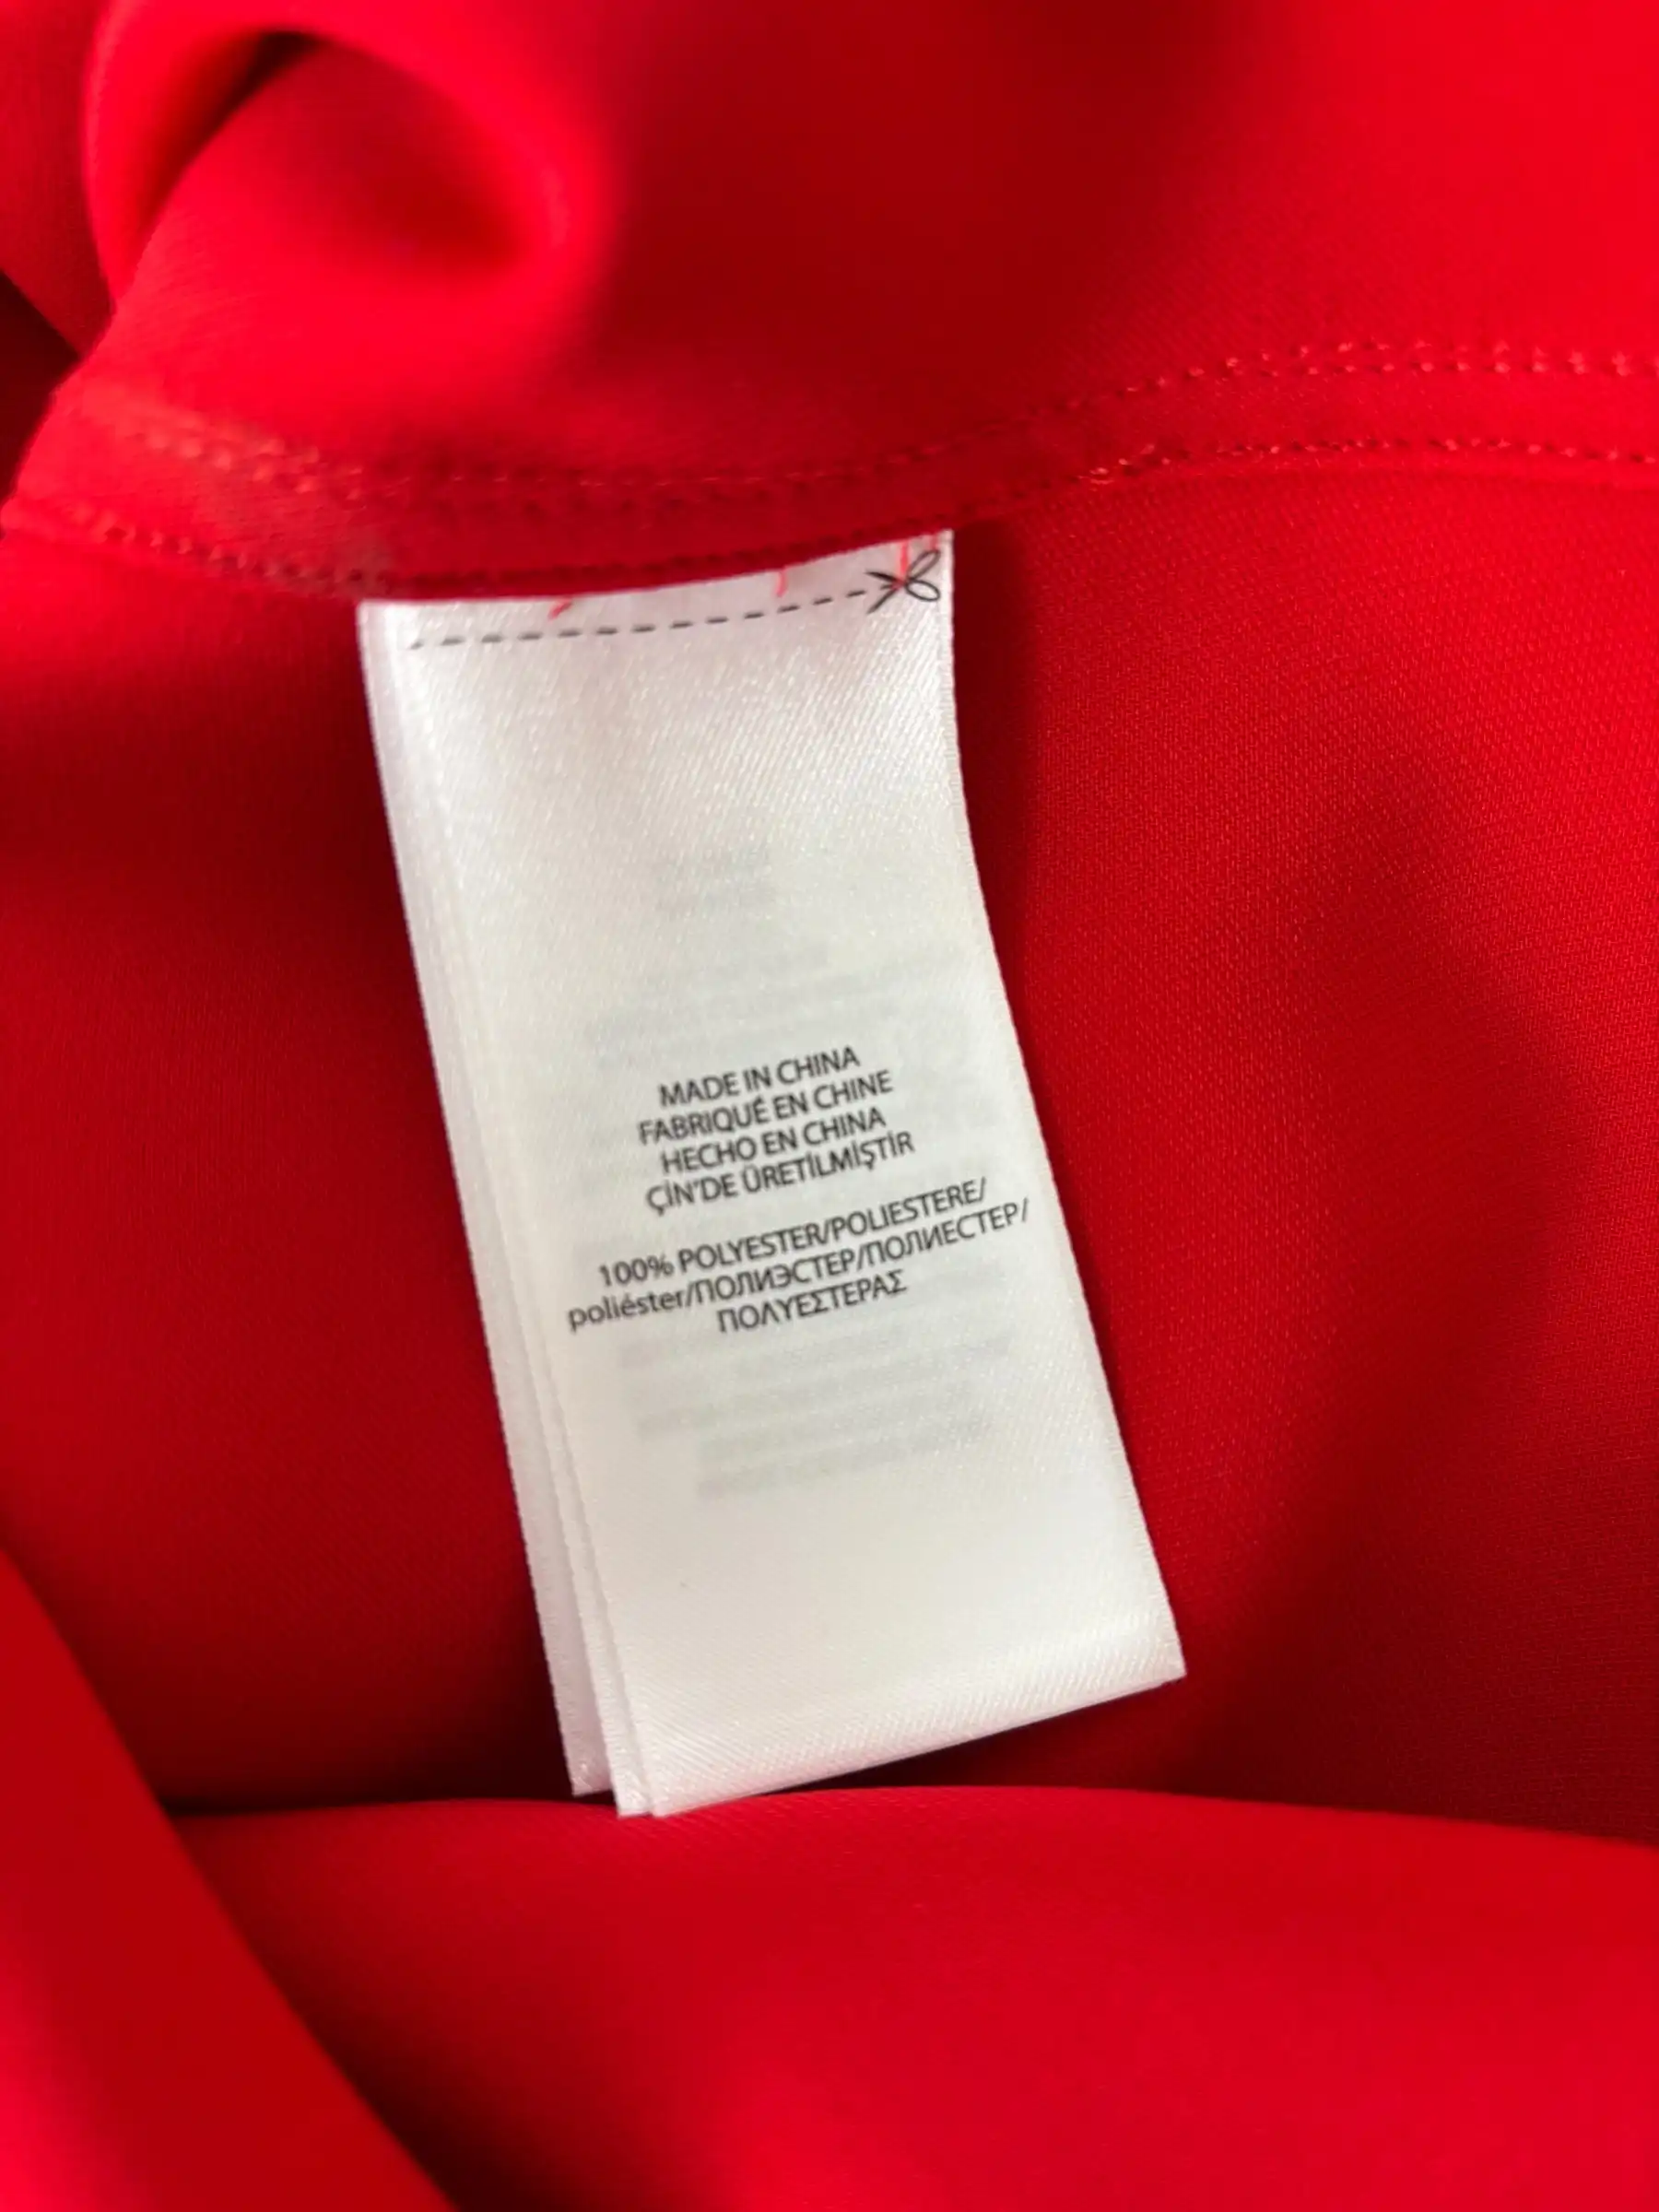 MADE IN CHINA
FABRIQUÉ EN CHINE
HECHO EN CHINA
ÇİN'DE ÜRETİLMİŞTİR
100% POLYESTER/POLIESTERE/
poliéster/ПОЛИЭСТЕР/ПОЛИЕСТЕР/
ΠΟΛΥΕΣΤΕΡΑΣ